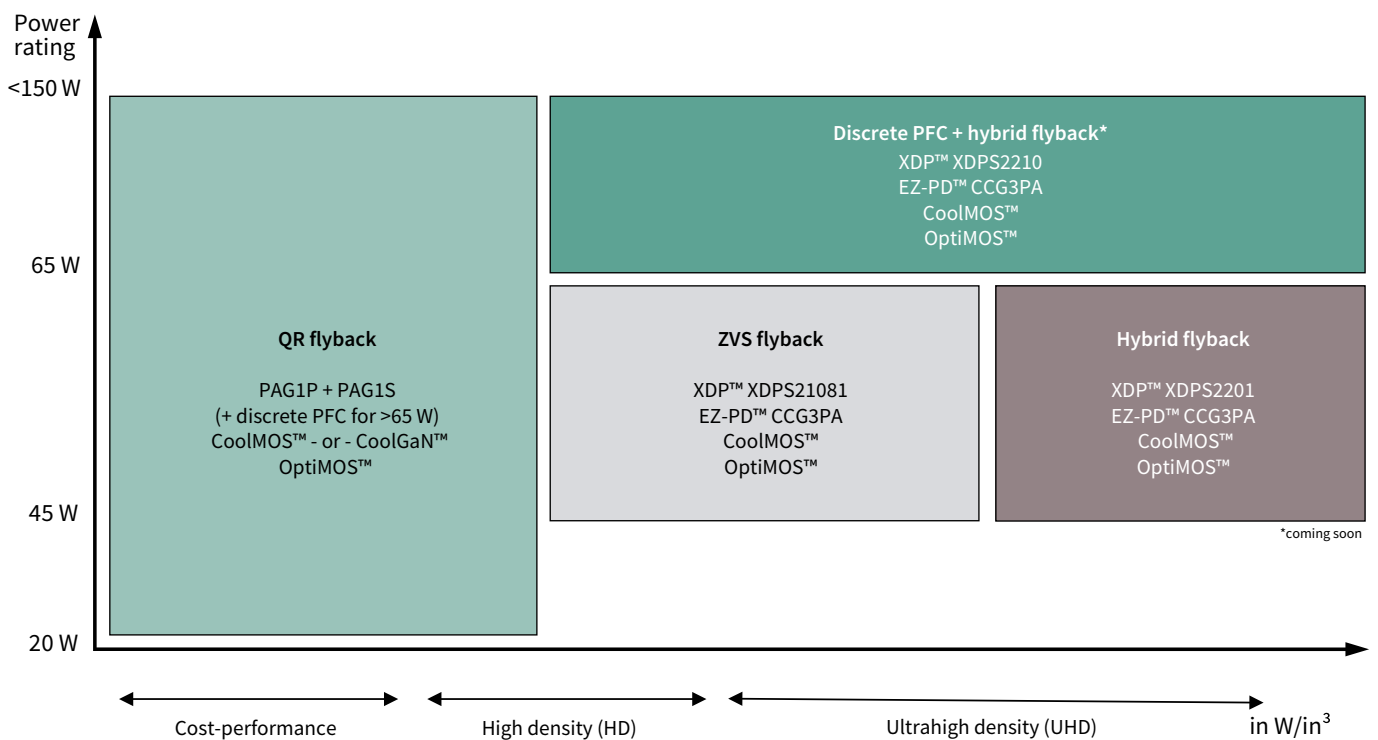 Power
rating
<150 W
65 W
45 W
20 W
QR flyback
PAG1P + PAG1S
(+ discrete PFC for >65 W)
CoolMOS™ - or - CoolGaN™
OptiMOS™
Discrete PFC + hybrid flyback*
XDP™ XDPS2210
EZ-PD™ CCG3PA
CoolMOS™
OptiMOS™
ZVS flyback
XDP™ XDPS21081
EZ-PD™ CCG3PA
CoolMOS™
OptiMOS™
Hybrid flyback
XDP™ XDPS2201
EZ-PD™ CCG3PA
CoolMOS™
OptiMOS™
*coming soon
Cost-performance
High density (HD)
Ultrahigh density (UHD)
in W/in³